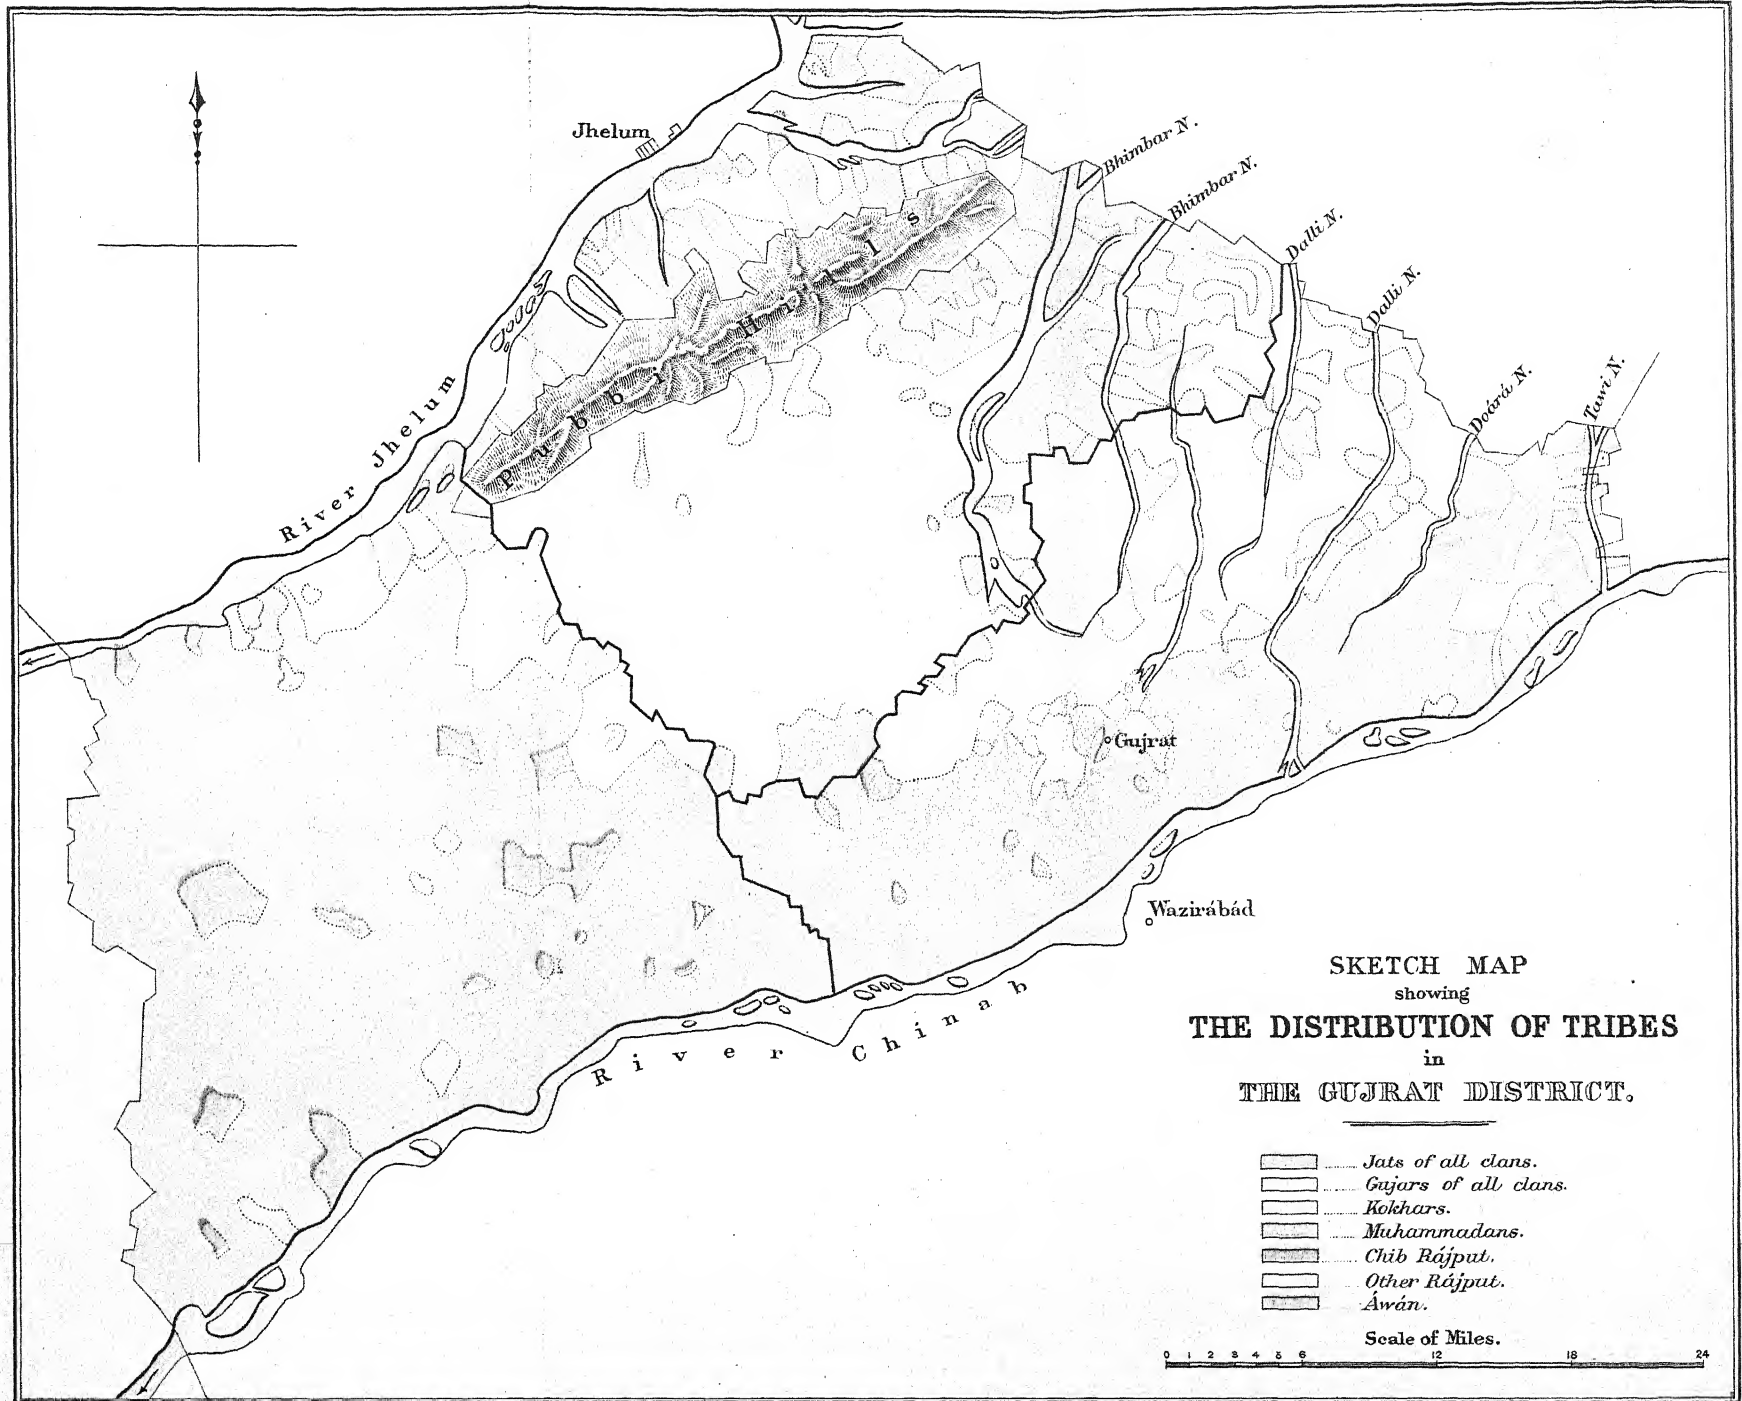 Jhelum
Bhimbar N.
Bhimbar N.
Dalli N.
Dalli N.
Doárá N.
Tawi N.
Pubbi Hills
River Jhelum
Gujrat
Wazirábád
River Chinab
SKETCH MAP
showing
THE DISTRIBUTION OF TRIBES
in
THE GUJRAT DISTRICT.
Jats of all clans.
Gujars of all clans.
Kokhars.
Muhammadans.
Chib Rájput.
Other Rájput.
Áwán.
Scale of Miles.
0 1 2 3 4 5 6 12 18 24